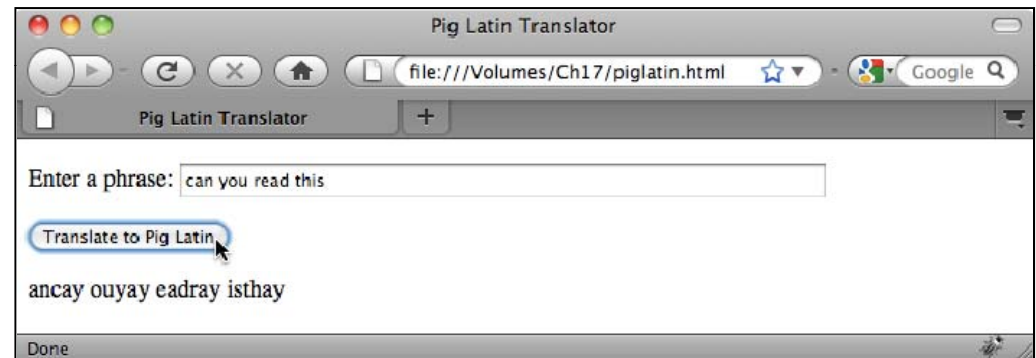 Pig Latin Translator
file:///Volumes/Ch17/piglatin.html Google
Pig Latin Translator +
Enter a phrase: can you read this
Translate to Pig Latin
ancay ouyay eadray isthay
Done